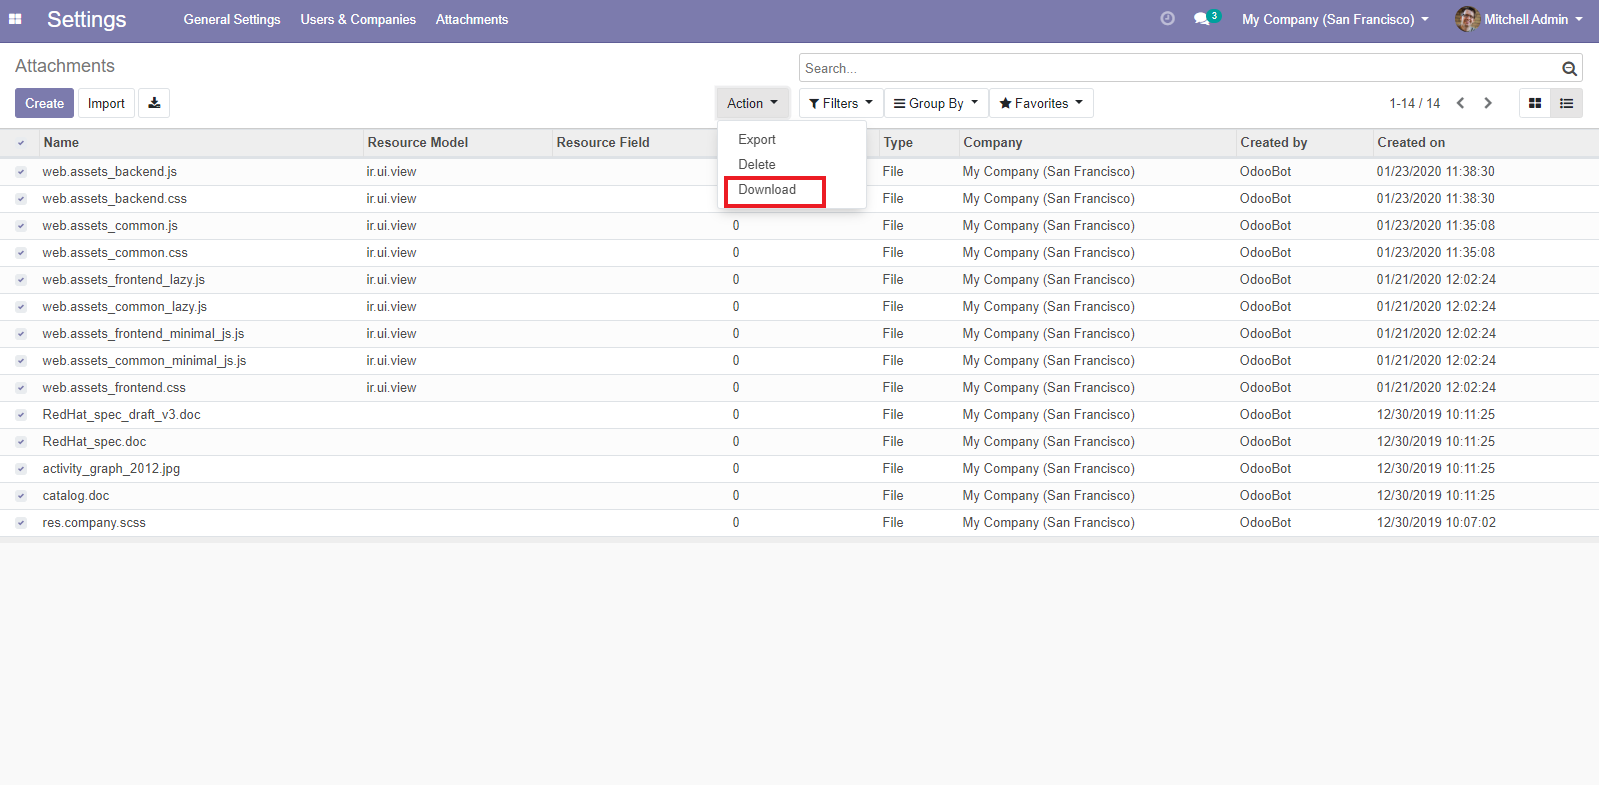 Settings General Settings Users & Companies Attachments 3 My Company (San Francisco) Mitchell Admin
Attachments
Search...
Create Import Action Filters Group By Favorites 1-14 / 14
Export
Delete
Download
Name Resource Model Resource Field Type Company Created by Created on
web.assets_backend.js ir.ui.view File My Company (San Francisco) OdooBot 01/23/2020 11:38:30
web.assets_backend.css ir.ui.view File My Company (San Francisco) OdooBot 01/23/2020 11:38:30
web.assets_common.js ir.ui.view 0 File My Company (San Francisco) OdooBot 01/23/2020 11:35:08
web.assets_common.css ir.ui.view 0 File My Company (San Francisco) OdooBot 01/23/2020 11:35:08
web.assets_frontend_lazy.js ir.ui.view 0 File My Company (San Francisco) OdooBot 01/21/2020 12:02:24
web.assets_common_lazy.js ir.ui.view 0 File My Company (San Francisco) OdooBot 01/21/2020 12:02:24
web.assets_frontend_minimal_js.js ir.ui.view 0 File My Company (San Francisco) OdooBot 01/21/2020 12:02:24
web.assets_common_minimal_js.js ir.ui.view 0 File My Company (San Francisco) OdooBot 01/21/2020 12:02:24
web.assets_frontend.css ir.ui.view 0 File My Company (San Francisco) OdooBot 01/21/2020 12:02:24
RedHat_spec_draft_v3.doc 0 File My Company (San Francisco) OdooBot 12/30/2019 10:11:25
RedHat_spec.doc 0 File My Company (San Francisco) OdooBot 12/30/2019 10:11:25
activity_graph_2012.jpg 0 File My Company (San Francisco) OdooBot 12/30/2019 10:11:25
catalog.doc 0 File My Company (San Francisco) OdooBot 12/30/2019 10:11:25
res.company.scss 0 File My Company (San Francisco) OdooBot 12/30/2019 10:07:02